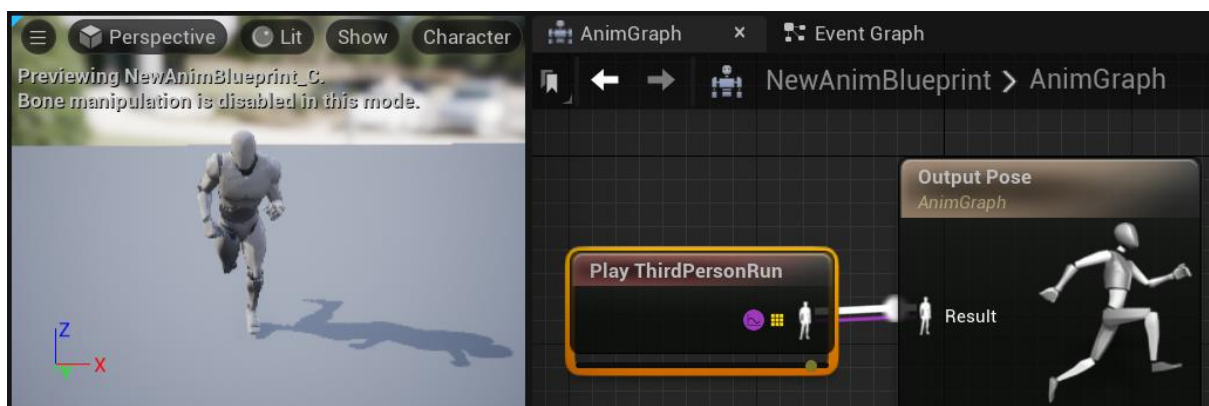 Perspective
Lit
Show
Character
Previewing NewAnimBlueprint_C.
Bone manipulation is disabled in this mode.
Z
X
Y
AnimGraph
Event Graph
NewAnimBlueprint > AnimGraph
Output Pose
AnimGraph
Play ThirdPersonRun
Result